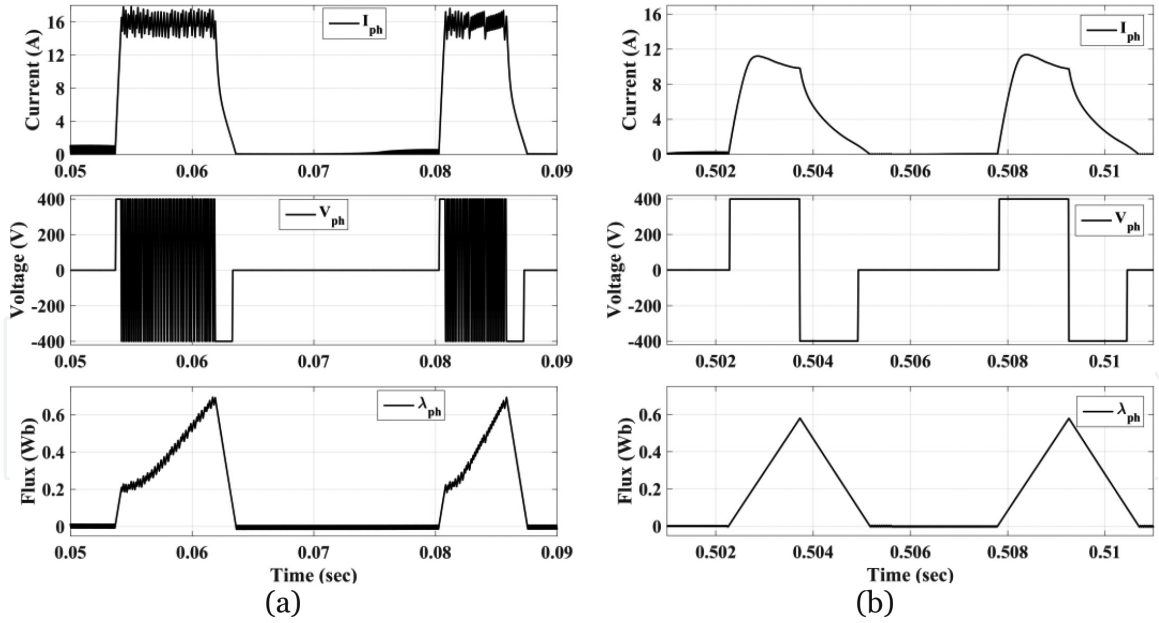 16
12
8
4
0
Current (A)
I_ph
0.05 0.06 0.07 0.08 0.09
400
200
0
-200
-400
Voltage (V)
V_ph
0.05 0.06 0.07 0.08 0.09
0.6
0.4
0.2
0
Flux (Wb)
λ_ph
0.05 0.06 0.07 0.08 0.09
Time (sec)
(a)
16
12
8
4
0
Current (A)
I_ph
0.502 0.504 0.506 0.508 0.51
400
200
0
-200
-400
Voltage (V)
V_ph
0.502 0.504 0.506 0.508 0.51
0.6
0.4
0.2
0
Flux (Wb)
λ_ph
0.502 0.504 0.506 0.508 0.51
Time (sec)
(b)